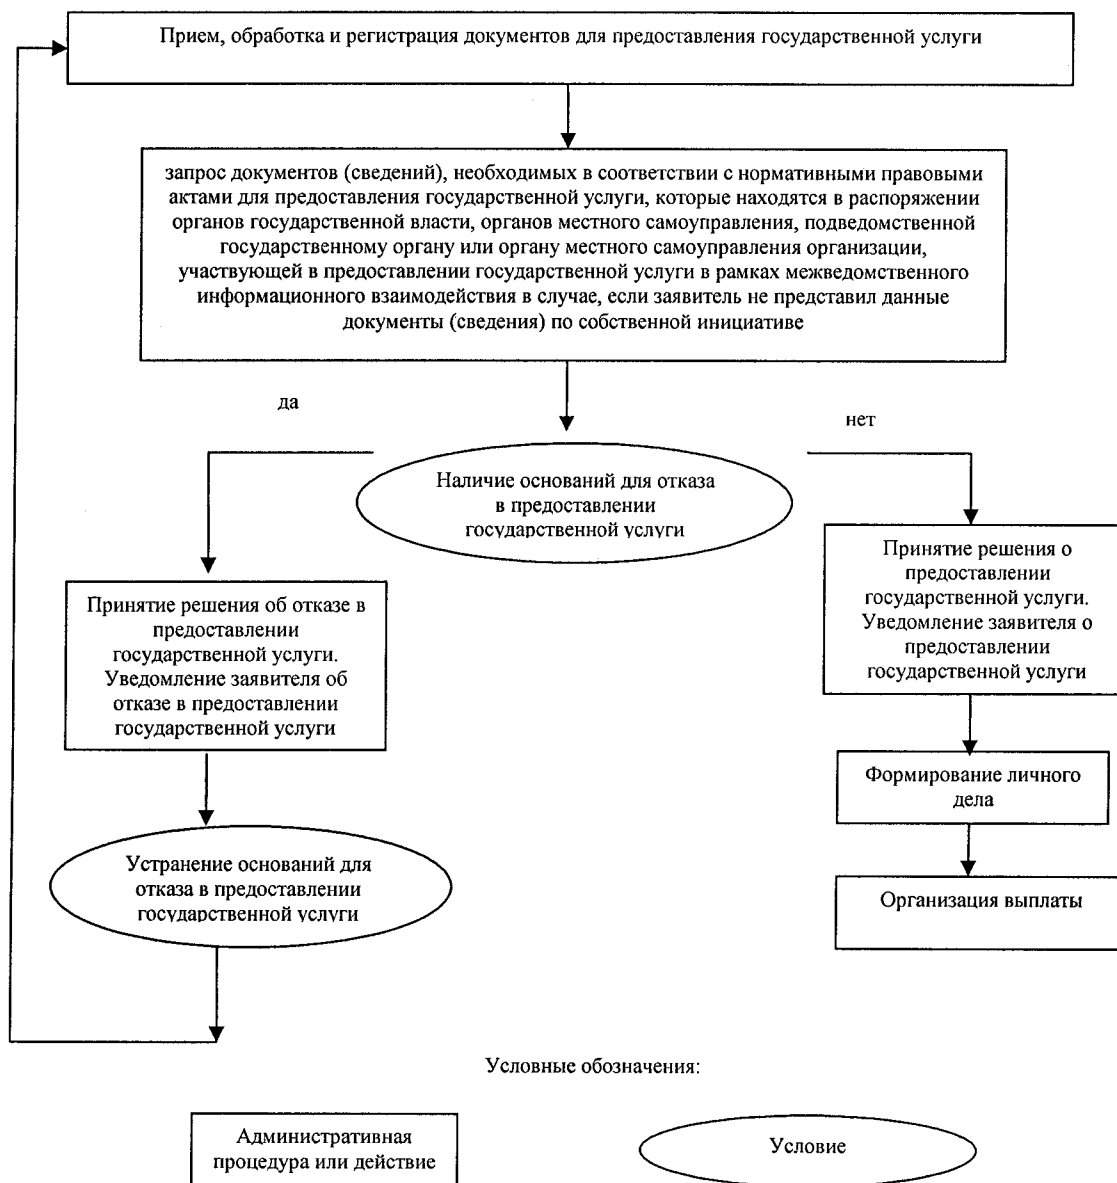 Прием, обработка и регистрация документов для предоставления государственной услуги
запрос документов (сведений), необходимых в соответствии с нормативными правовыми
актами для предоставления государственной услуги, которые находятся в распоряжении
органов государственной власти, органов местного самоуправления, подведомственной
государственному органу или органу местного самоуправления организации,
участвующей в предоставлении государственной услуги в рамках межведомственного
информационного взаимодействия в случае, если заявитель не представил данные
документы (сведения) по собственной инициативе
да
нет
Наличие оснований для отказа
в предоставлении
государственной услуги
Принятие решения об отказе в
предоставлении
государственной услуги.
Уведомление заявителя об
отказе в предоставлении
государственной услуги
Принятие решения о
предоставлении
государственной услуги.
Уведомление заявителя о
предоставлении
государственной услуги
Формирование личного
дела
Устранение оснований для
отказа в предоставлении
государственной услуги
Организация выплаты
Условные обозначения:
Административная
процедура или действие
Условие